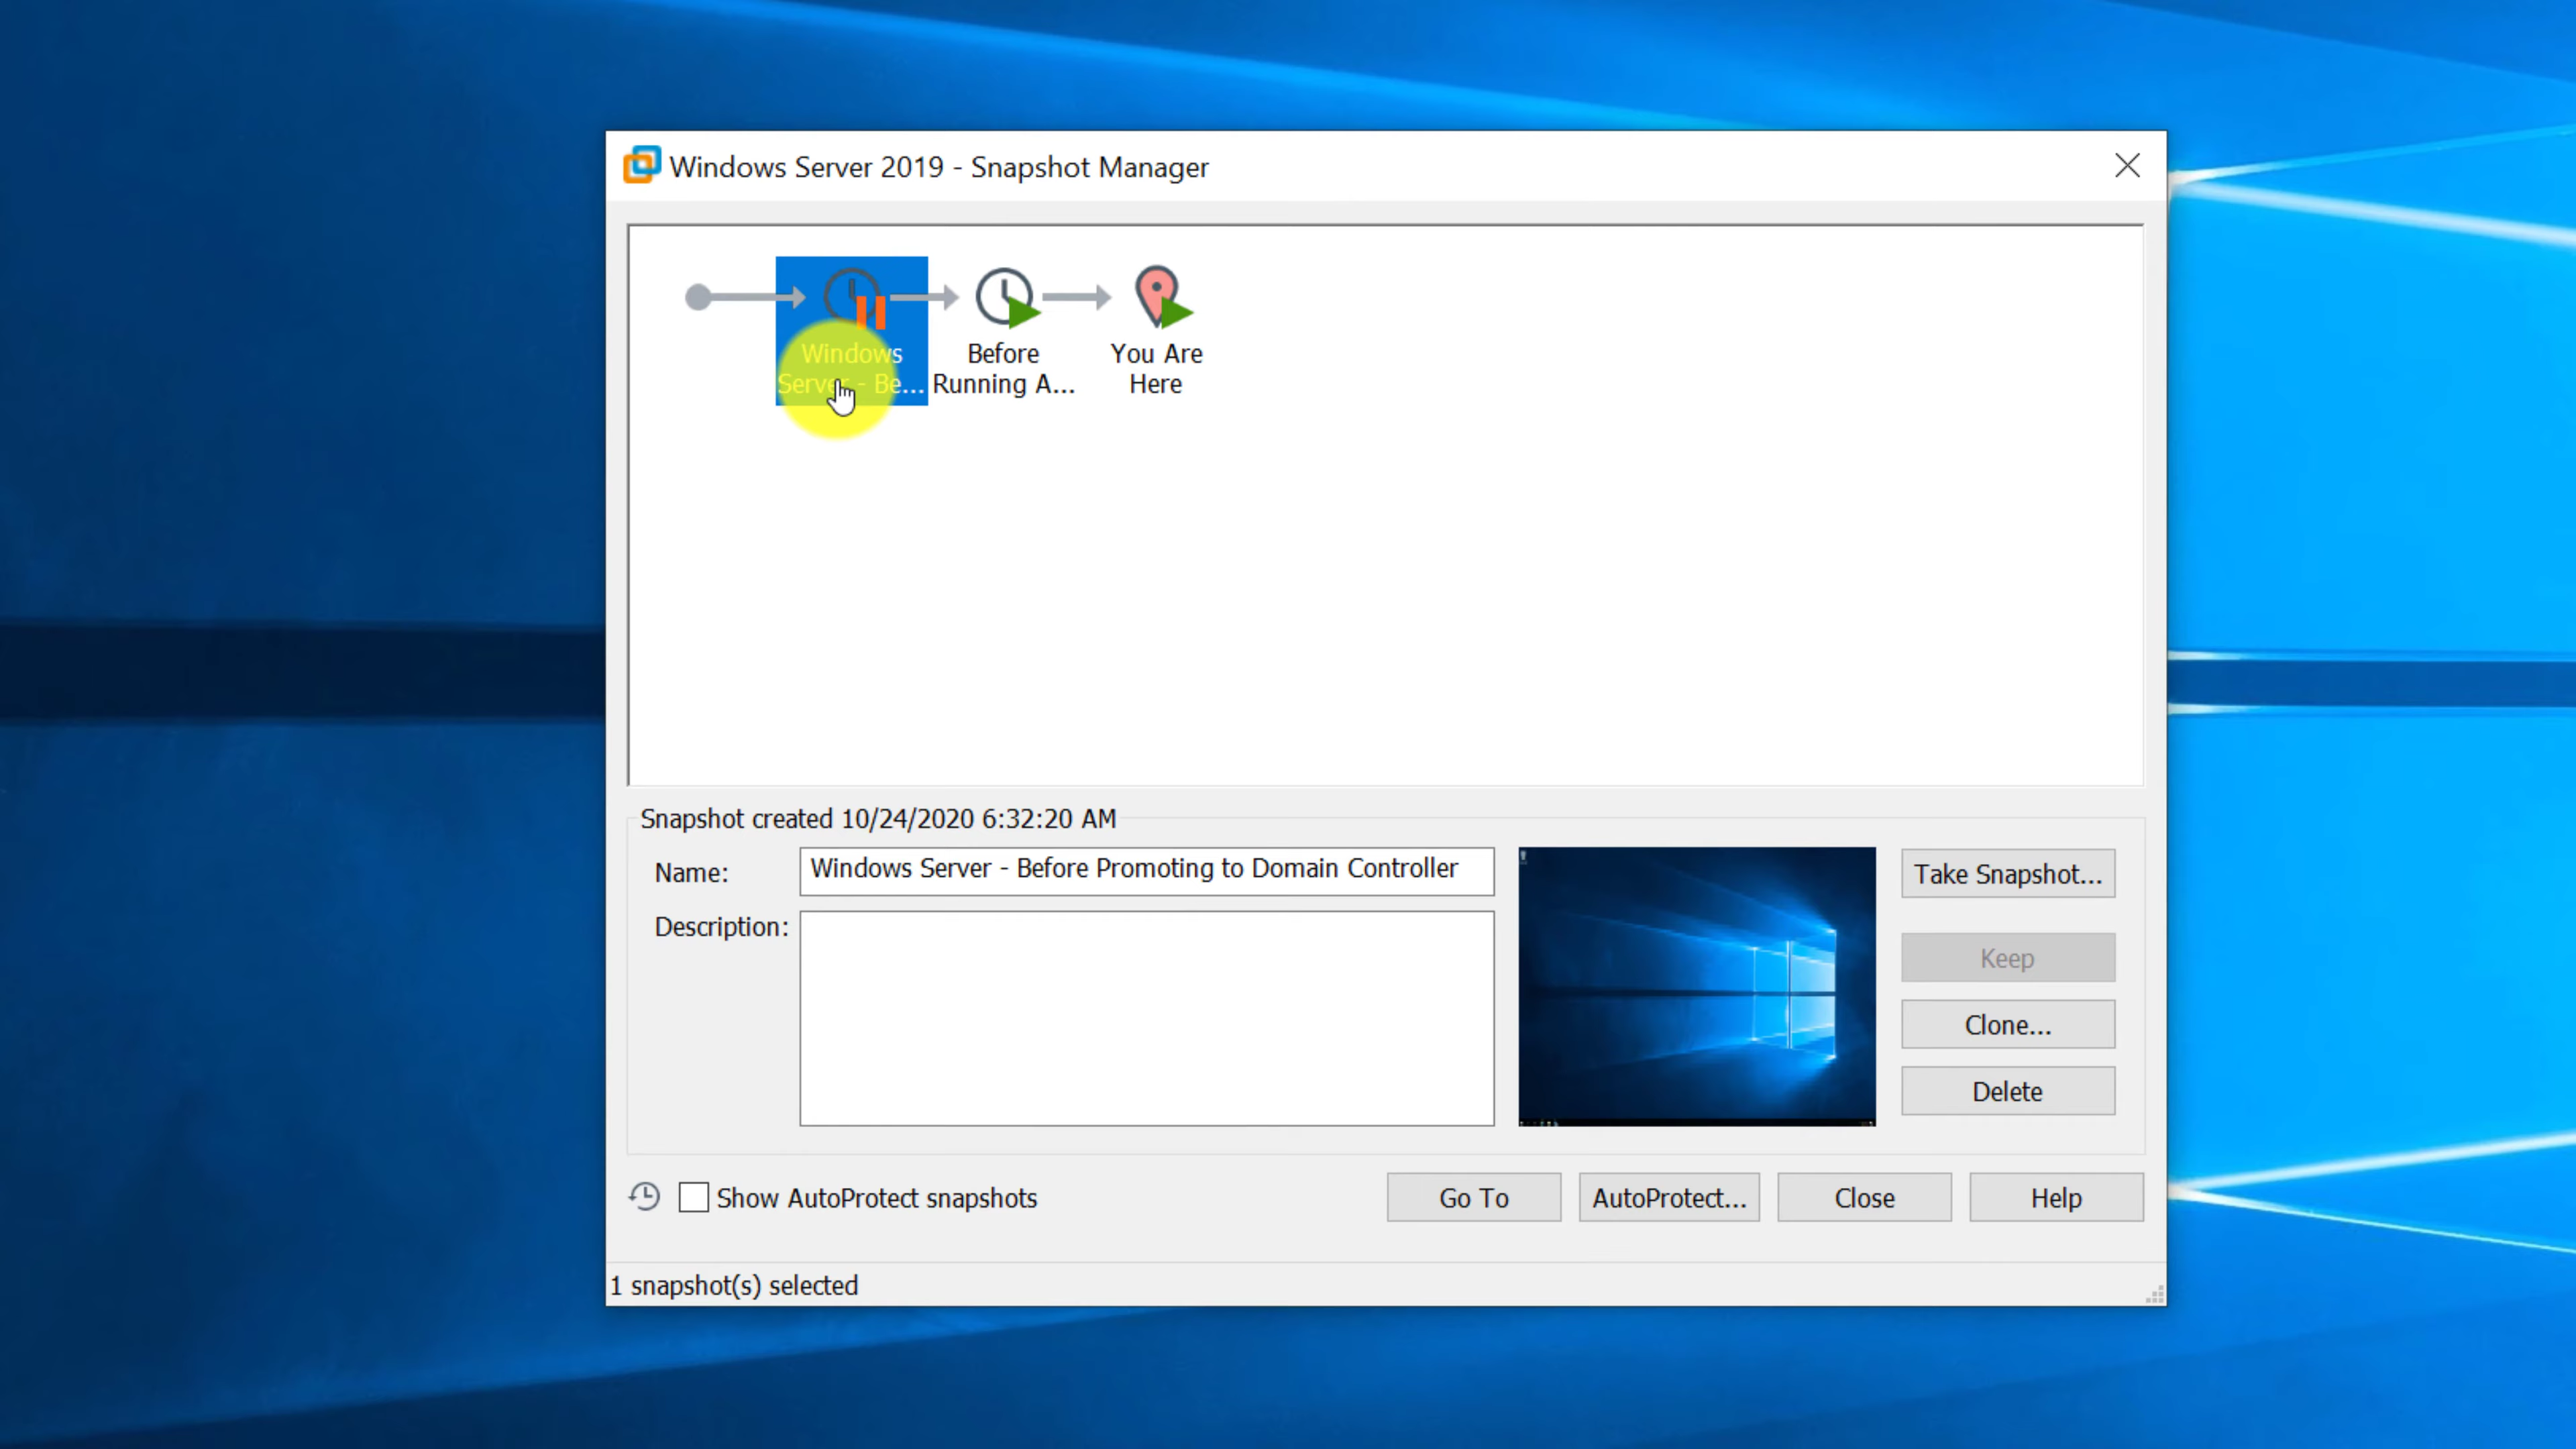 Windows Server 2019 - Snapshot Manager
Windows
Server - Be...
Before
Running A...
You Are
Here
Snapshot created 10/24/2020 6:32:20 AM
Name:
Windows Server - Before Promoting to Domain Controller
Description:
Take Snapshot...
Keep
Clone...
Delete
Show AutoProtect snapshots
Go To
AutoProtect...
Close
Help
1 snapshot(s) selected